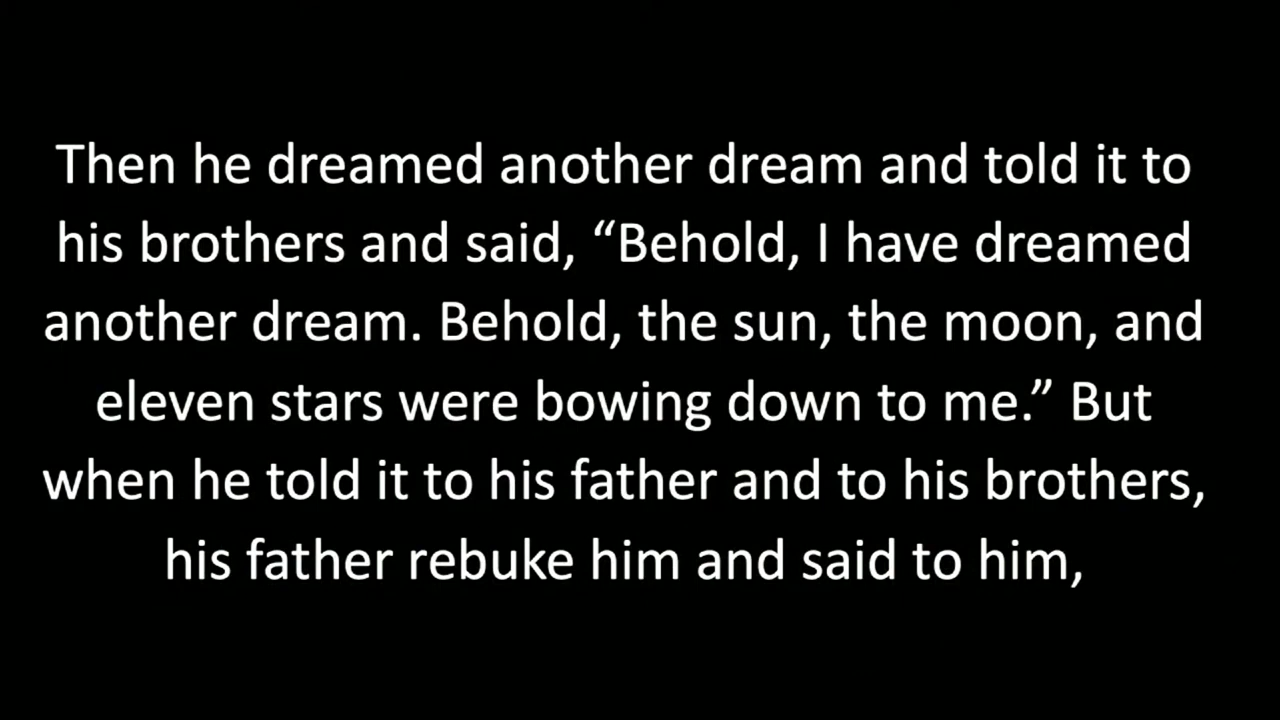 Then he dreamed another dream and told it to
his brothers and said, “Behold, I have dreamed
another dream. Behold, the sun, the moon, and
eleven stars were bowing down to me.” But
when he told it to his father and to his brothers,
his father rebuke him and said to him,